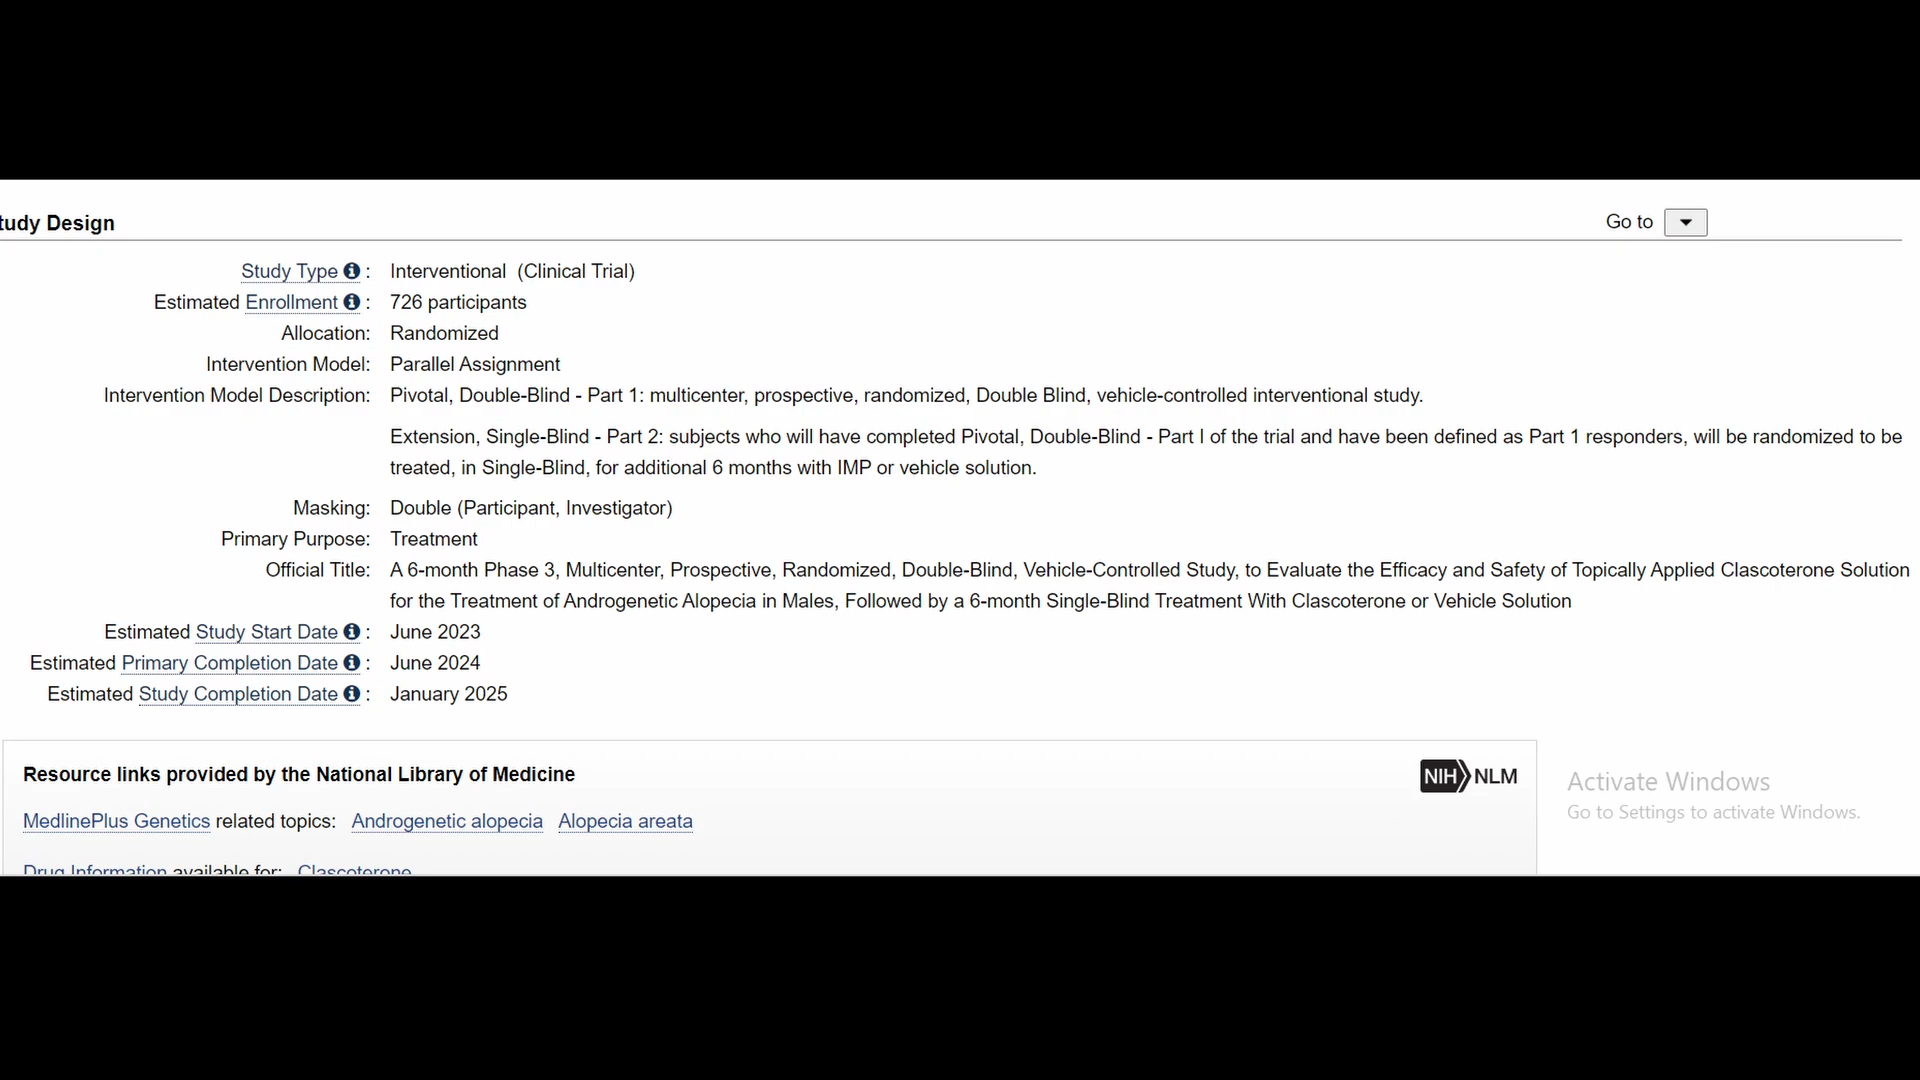 tudy Design
Go to
Study Type : Interventional (Clinical Trial)
Estimated Enrollment : 726 participants
Allocation: Randomized
Intervention Model: Parallel Assignment
Intervention Model Description: Pivotal, Double-Blind - Part 1: multicenter, prospective, randomized, Double Blind, vehicle-controlled interventional study.
Extension, Single-Blind - Part 2: subjects who will have completed Pivotal, Double-Blind - Part I of the trial and have been defined as Part 1 responders, will be randomized to be
treated, in Single-Blind, for additional 6 months with IMP or vehicle solution.
Masking: Double (Participant, Investigator)
Primary Purpose: Treatment
Official Title: A 6-month Phase 3, Multicenter, Prospective, Randomized, Double-Blind, Vehicle-Controlled Study, to Evaluate the Efficacy and Safety of Topically Applied Clascoterone Solution
for the Treatment of Androgenetic Alopecia in Males, Followed by a 6-month Single-Blind Treatment With Clascoterone or Vehicle Solution
Estimated Study Start Date : June 2023
Estimated Primary Completion Date : June 2024
Estimated Study Completion Date : January 2025
Resource links provided by the National Library of Medicine
NIH NLM
MedlinePlus Genetics related topics: Androgenetic alopecia Alopecia areata
Drug Information available for: Clascoterone
Activate Windows
Go to Settings to activate Windows.